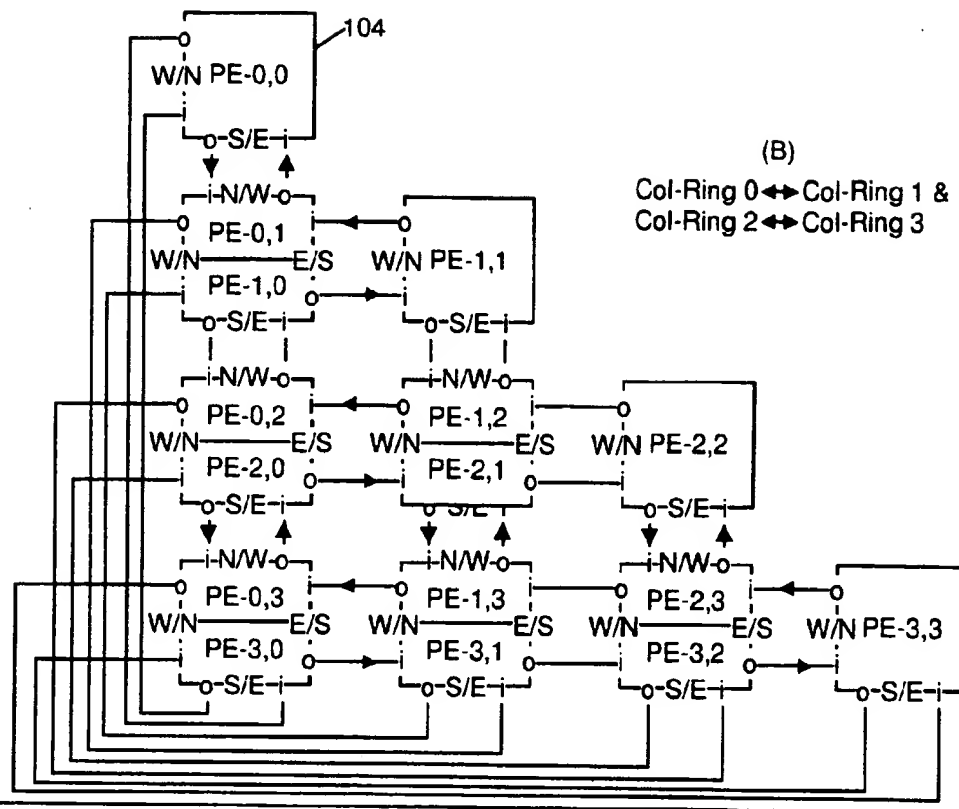 104
W/N PE-0,0
o-S/E-i
(B)
Col-Ring 0 ↔ Col-Ring 1 &
Col-Ring 2 ↔ Col-Ring 3
i-N/W-o
PE-0,1
W/N E/S
PE-1,0
o-S/E-i
W/N PE-1,1
o-S/E-i
i-N/W-o
PE-0,2
W/N E/S
PE-2,0
o-S/E-i
i-N/W-o
PE-1,2
W/N E/S
PE-2,1
o-S/E-i
W/N PE-2,2
o-S/E-i
i-N/W-o
PE-0,3
W/N E/S
PE-3,0
o-S/E-i
i-N/W-o
PE-1,3
W/N E/S
PE-3,1
o-S/E-i
i-N/W-o
PE-2,3
W/N E/S
PE-3,2
o-S/E-i
W/N PE-3,3
o-S/E-i